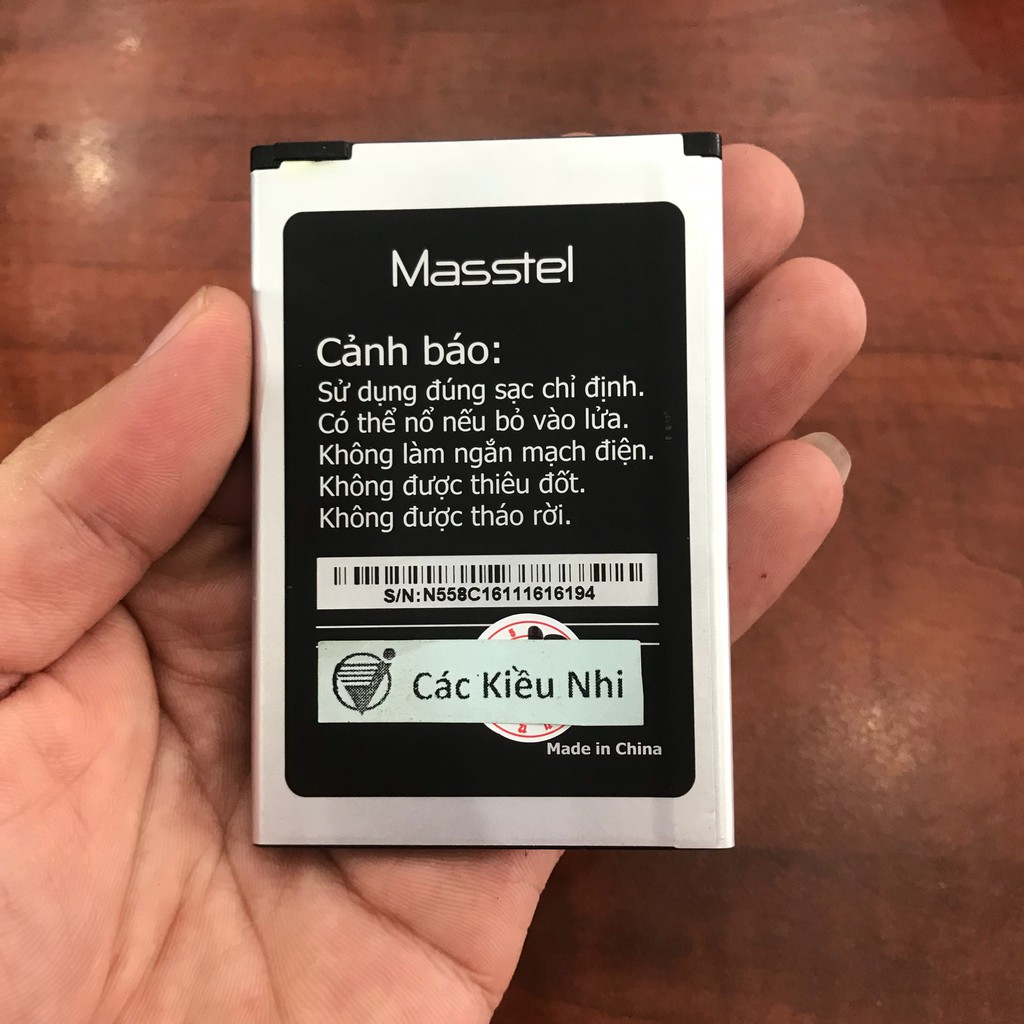 Masstel
Cảnh báo:
Sử dụng đúng sạc chỉ định.
Có thể nổ nếu bỏ vào lửa.
Không làm ngắn mạch điện.
Không được thiêu đốt.
Không được tháo rời.
S/N:N558C16111616194
Các Kiều Nhi
Made in China